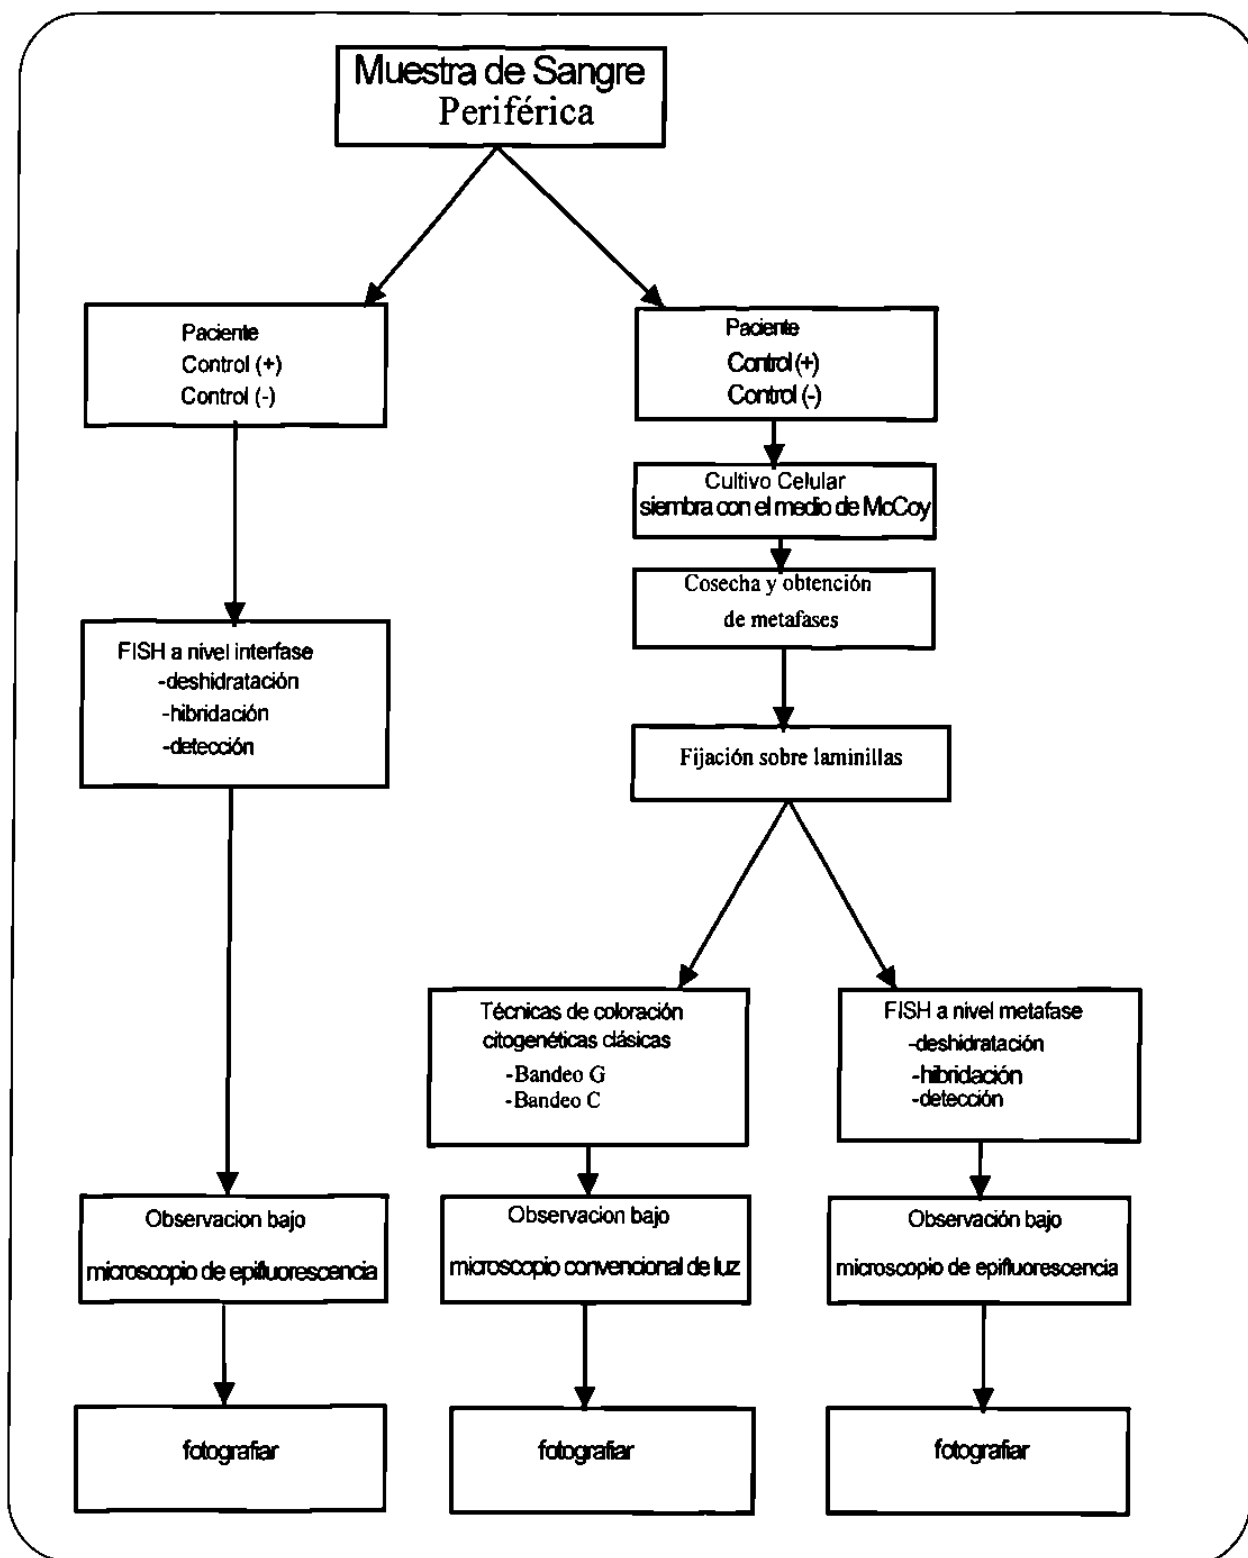 Muestra de Sangre
Periférica
Paciente
Control (+)
Control (-)
Paciente
Control (+)
Control (-)
Cultivo Celular
siembra con el medio de McCoy
Cosecha y obtención
de metafases
FISH a nivel interfase
-deshidratación
-hibridación
-detección
Fijación sobre laminillas
Técnicas de coloración
citogenéticas clásicas
-Bandeo G
-Bandeo C
FISH a nivel metafase
-deshidratación
-hibridación
-detección
Observacion bajo
microscopio de epifluorescencia
Observacion bajo
microscopio convencional de luz
Observación bajo
microscopio de epifluorescencia
fotografiar
fotografiar
fotografiar